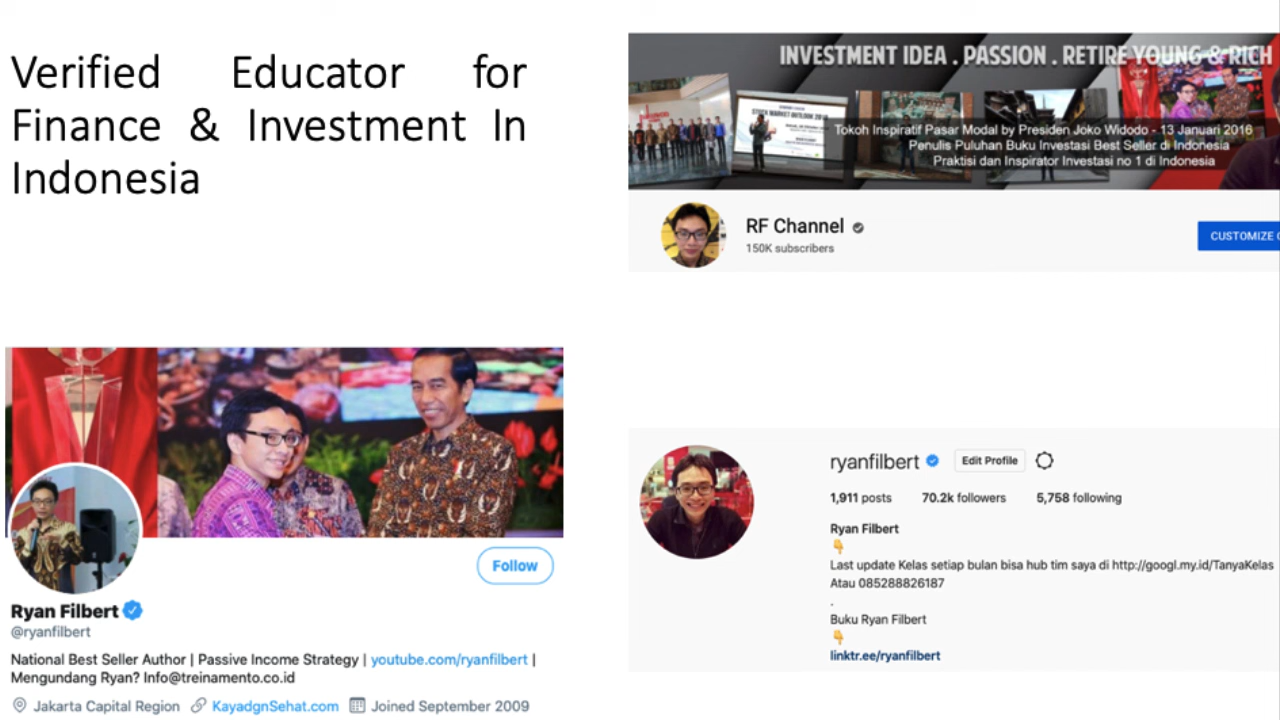 Verified Educator for
Finance & Investment In
Indonesia
INVESTMENT IDEA . PASSION . RETIRE YOUNG & RICH
STOCK MARKET OUTLOOK
Tokoh Inspiratif Pasar Modal by Presiden Joko Widodo - 13 Januari 2016
Penulis Puluhan Buku Investasi Best Seller di Indonesia
Praktisi dan Inspirator Investasi no 1 di Indonesia
RF Channel
150K subscribers
CUSTOMIZE
Follow
Ryan Filbert
@ryanfilbert
National Best Seller Author | Passive Income Strategy | youtube.com/ryanfilbert |
Mengundang Ryan? Info@treinamento.co.id
Jakarta Capital Region KayadgnSehat.com Joined September 2009
ryanfilbert Edit Profile
1,911 posts 70.2k followers 5,758 following
Ryan Filbert
Last update Kelas setiap bulan bisa hub tim saya di http://googl.my.id/TanyaKelas
Atau 085288826187
.
Buku Ryan Filbert
linktr.ee/ryanfilbert